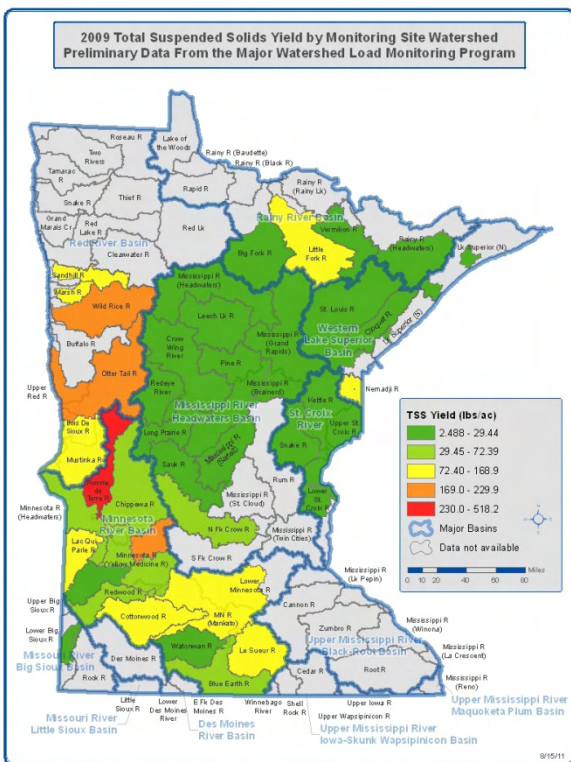 2009 Total Suspended Solids Yield by Monitoring Site Watershed
Preliminary Data From the Major Watershed Load Monitoring Program
Roseau R
Lake of
the Woods
Two
Rivers
Rainy R (Baudette)
Rainy R (Black R)
Tamarac
R
Rapid R
Rainy R
(Rainy Lk)
Snake R
Thief R
Grand
Marais Cr
Red
Lake R
Red River Basin
Red Lk
Rainy River Basin
Vermilion R
Clearwater R
Big Fork R
Little
Fork R
Rainy R
(Headwaters)
Lk Superior (N)
Sandhill R
Marsh R
Mississippi R
(Headwaters)
Wild Rice R
Leech Lk R
St. Louis R
Western
Lake Superior
Basin
Cloquet R
Lk Superior (S)
Mississippi R
(Grand
Rapids)
Buffalo R
Crow
Wing
River
Pine R
Otter Tail R
Upper
Red R
Redeye
River
Mississippi R
(Brainerd)
Nemadji R
Bois De
Sioux R
Mississippi River
Headwaters Basin
Kettle R
St. Croix
River
Upper St.
Croix R
Long Prairie R
Mustinka R
Mississippi R
(Sartell)
Snake R
Sauk R
Pomme
de
Terre R
Rum R
Minnesota R
(Headwaters)
Chippewa R
Mississippi R
(St. Cloud)
Lower St.
Croix R
Minnesota
River Basin
N Fk Crow R
Mississippi R
(Twin Cities)
Lac Qui
Parle R
Minnesota R
(Yellow Medicine R)
S Fk Crow R
Mississippi R
(Lk Pepin)
Redwood R
Lower
Minnesota R
Upper Big
Sioux R
Cottonwood R
MN R
(Mankato)
Cannon R
Lower Big
Sioux R
Zumbro R
Mississippi R
(Winona)
Missouri River
Big Sioux Basin
Watonwan R
Le Sueur R
Upper Mississippi River
Black-Root Basin
Mississippi R
(La Crescent)
Des Moines R
Rock R
Blue Earth R
Cedar R
Root R
Mississippi R
(Reno)
Little
Sioux R
Lower
Des Moines
River
E Fk Des
Moines R
Winnebago
River
Shell
Rock R
Upper Iowa R
Upper Wapsipinicon R
Upper Mississippi River
Maquoketa Plum Basin
Missouri River
Little Sioux Basin
Des Moines
River Basin
Upper Mississippi River
Iowa-Skunk Wapsipinicon Basin
TSS Yield (lbs/ac)
2.488 - 29.44
29.45 - 72.39
72.40 - 168.9
169.0 - 229.9
230.0 - 518.2
Major Basins
Data not available
0 10 20 40 60 80
Miles
8/15/11